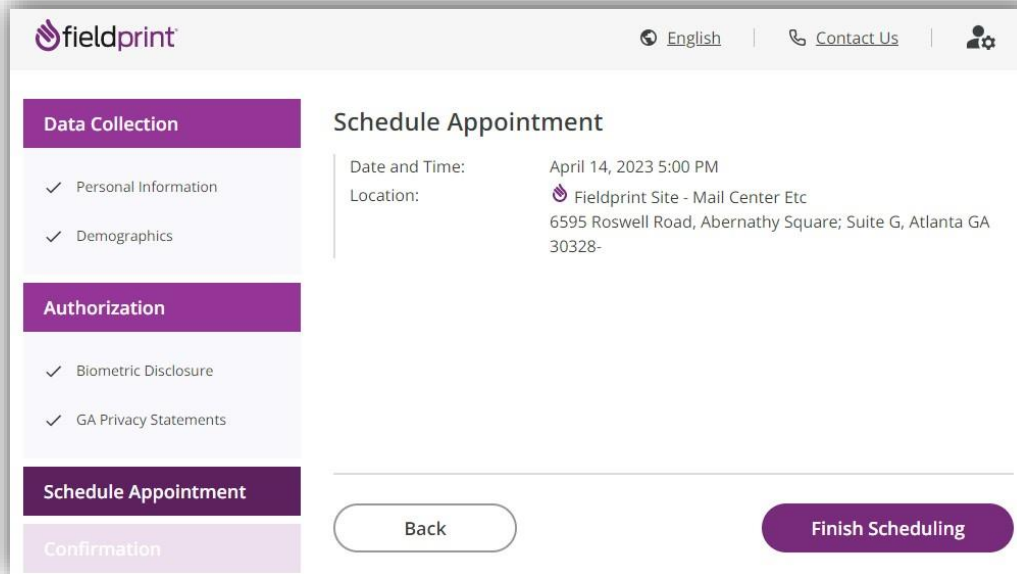 fieldprint
English
Contact Us
Data Collection
Personal Information
Demographics
Authorization
Biometric Disclosure
GA Privacy Statements
Schedule Appointment
Confirmation
Schedule Appointment
Date and Time: April 14, 2023 5:00 PM
Location: Fieldprint Site - Mail Center Etc
6595 Roswell Road, Abernathy Square; Suite G, Atlanta GA
30328-
Back
Finish Scheduling